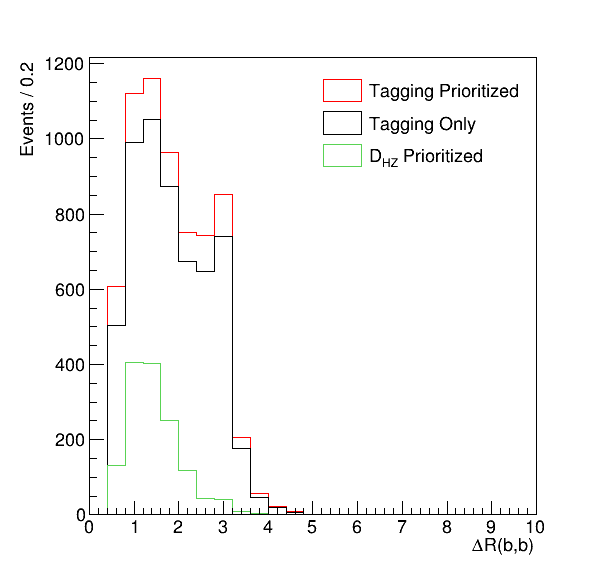 Events / 0.2
1200
1000
800
600
400
200
0
Tagging Prioritized
Tagging Only
D_HZ Prioritized
0 1 2 3 4 5 6 7 8 9 10
ΔR(b,b)